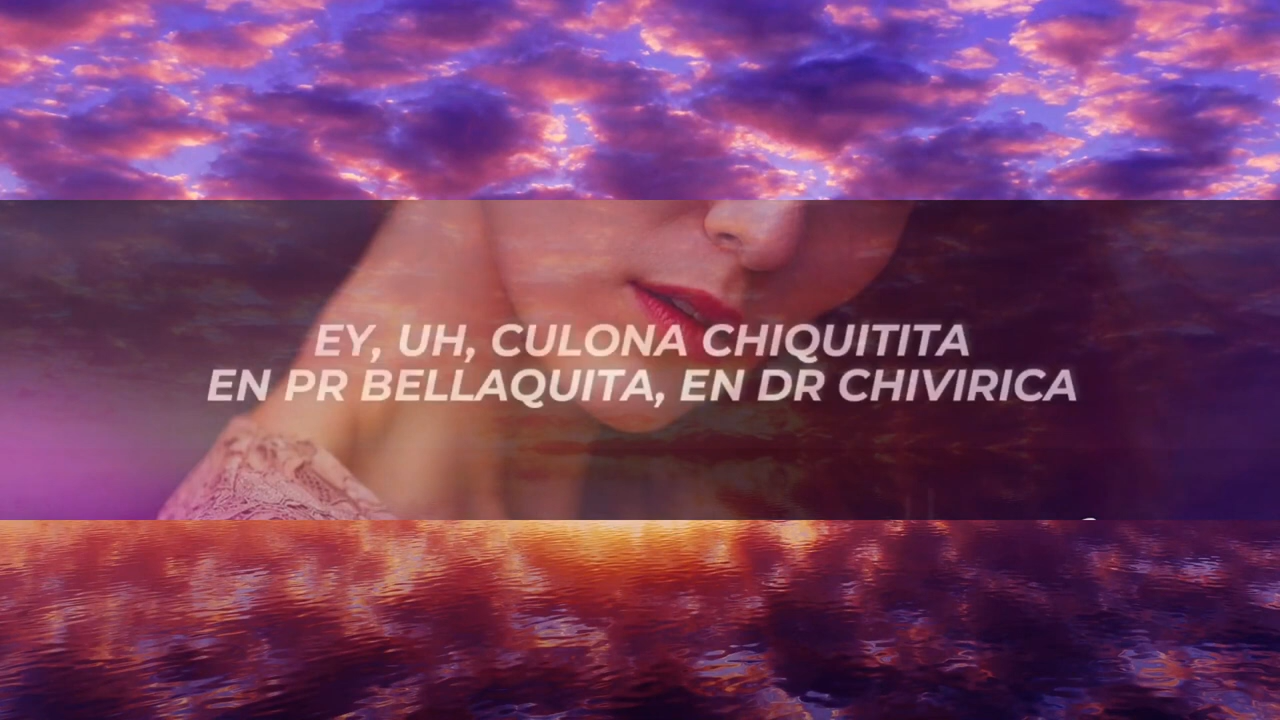 EY, UH, CULONA CHIQUITITA
EN PR BELLAQUITA, EN DR CHIVIRICA